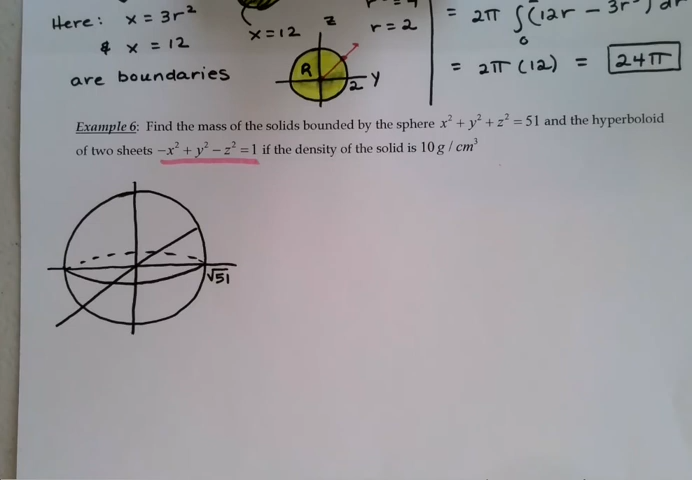 Here: x = 3r²
& x = 12
are boundaries
x=12
z
r = 2
R
2
y
= 2π ∫ (12r - 3r
0
= 2π (12) = 24π
Example 6: Find the mass of the solids bounded by the sphere x² + y² + z² = 51 and the hyperboloid
of two sheets -x² + y² - z² = 1 if the density of the solid is 10 g / cm³
√51